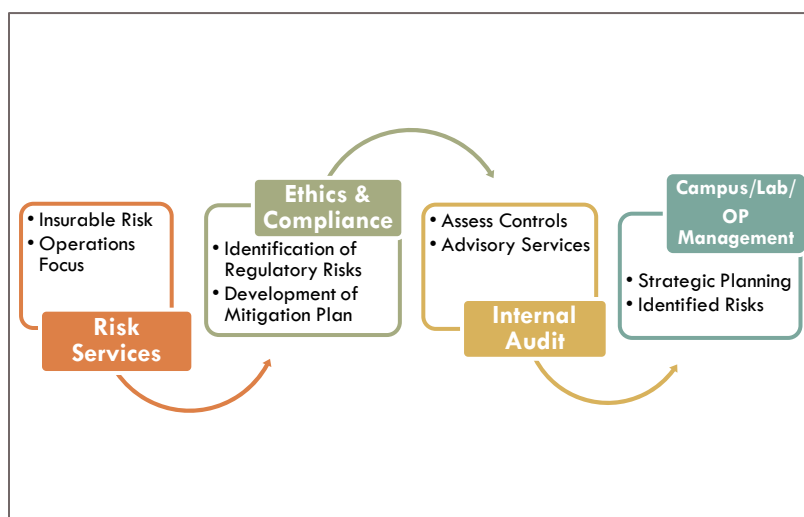 • Insurable Risk
• Operations
Focus
Risk
Services
Ethics &
Compliance
• Identification of
Regulatory Risks
• Development of
Mitigation Plan
• Assess Controls
• Advisory Services
Internal
Audit
Campus/Lab/
OP
Management
• Strategic Planning
• Identified Risks